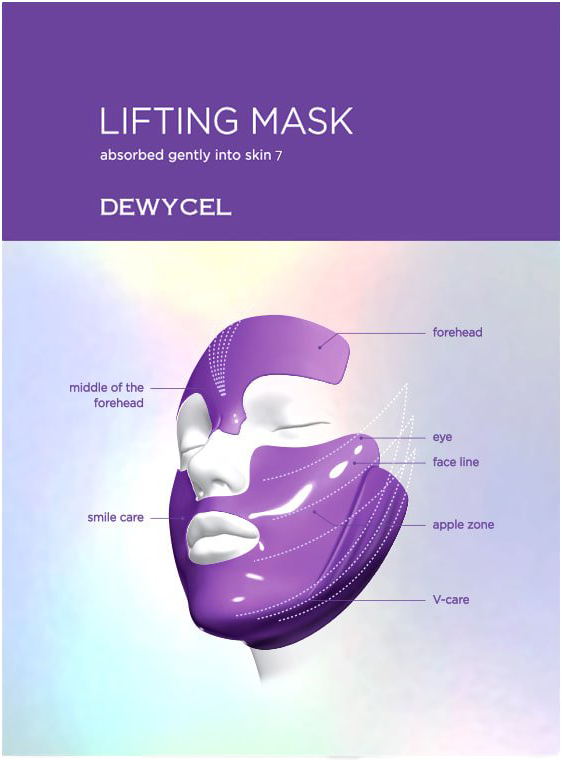 LIFTING MASK
absorbed gently into skin 7
DEWYCEL
forehead
middle of the
forehead
eye
face line
smile care
apple zone
V-care